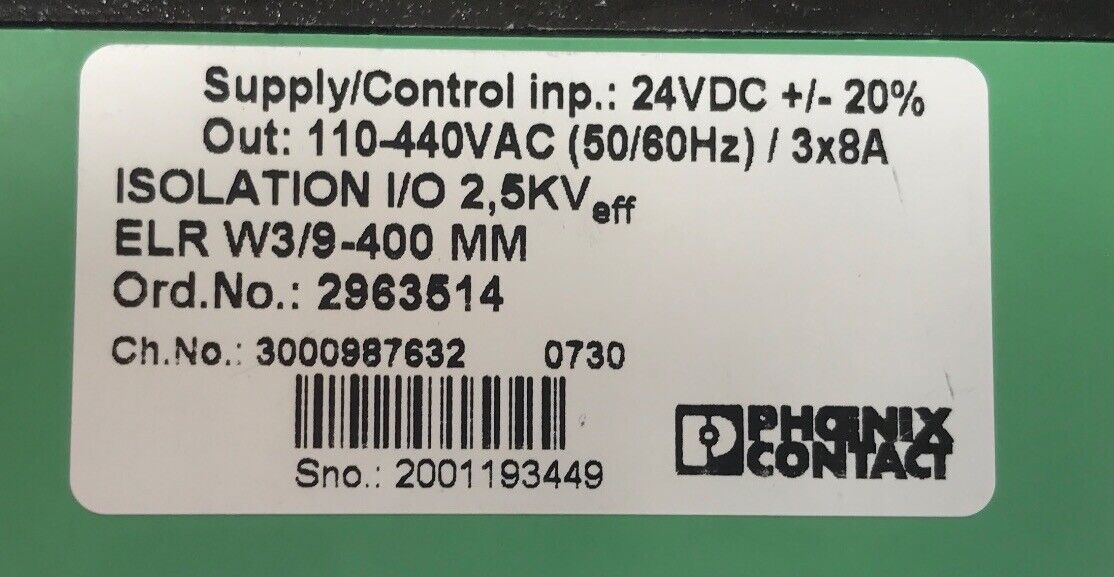 Supply/Control inp.: 24VDC +/- 20%
Out: 110-440VAC (50/60Hz) / 3x8A
ISOLATION I/O 2,5KVeff
ELR W3/9-400 MM
Ord.No.: 2963514
Ch.No.: 3000987632 0730
Sno.: 2001193449
PHŒNIX
CONTACT